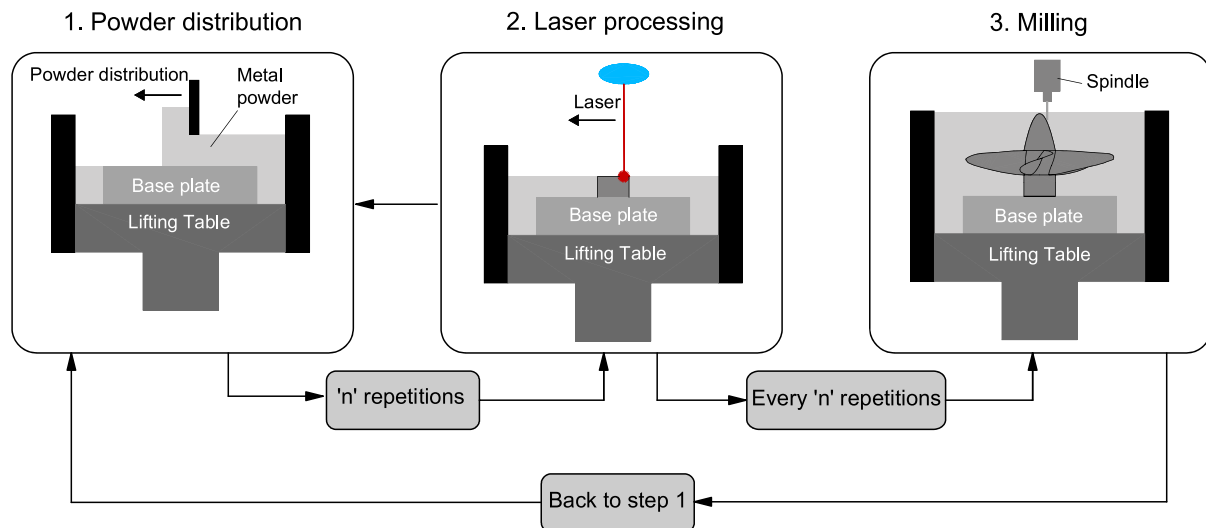 1. Powder distribution
2. Laser processing
3. Milling
Powder distribution
Metal
powder
Base plate
Lifting Table
Laser
Base plate
Lifting Table
Spindle
Base plate
Lifting Table
'n' repetitions
Every 'n' repetitions
Back to step 1